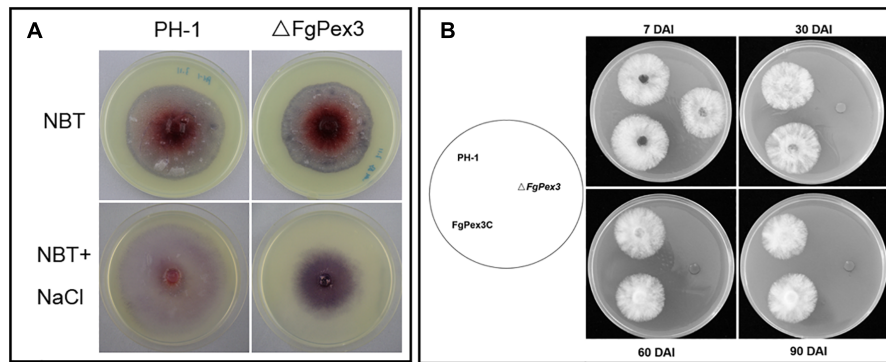 A
PH-1
△FgPex3
NBT
NBT+
NaCl
B
7 DAI
30 DAI
PH-1
△FgPex3
FgPex3C
60 DAI
90 DAI